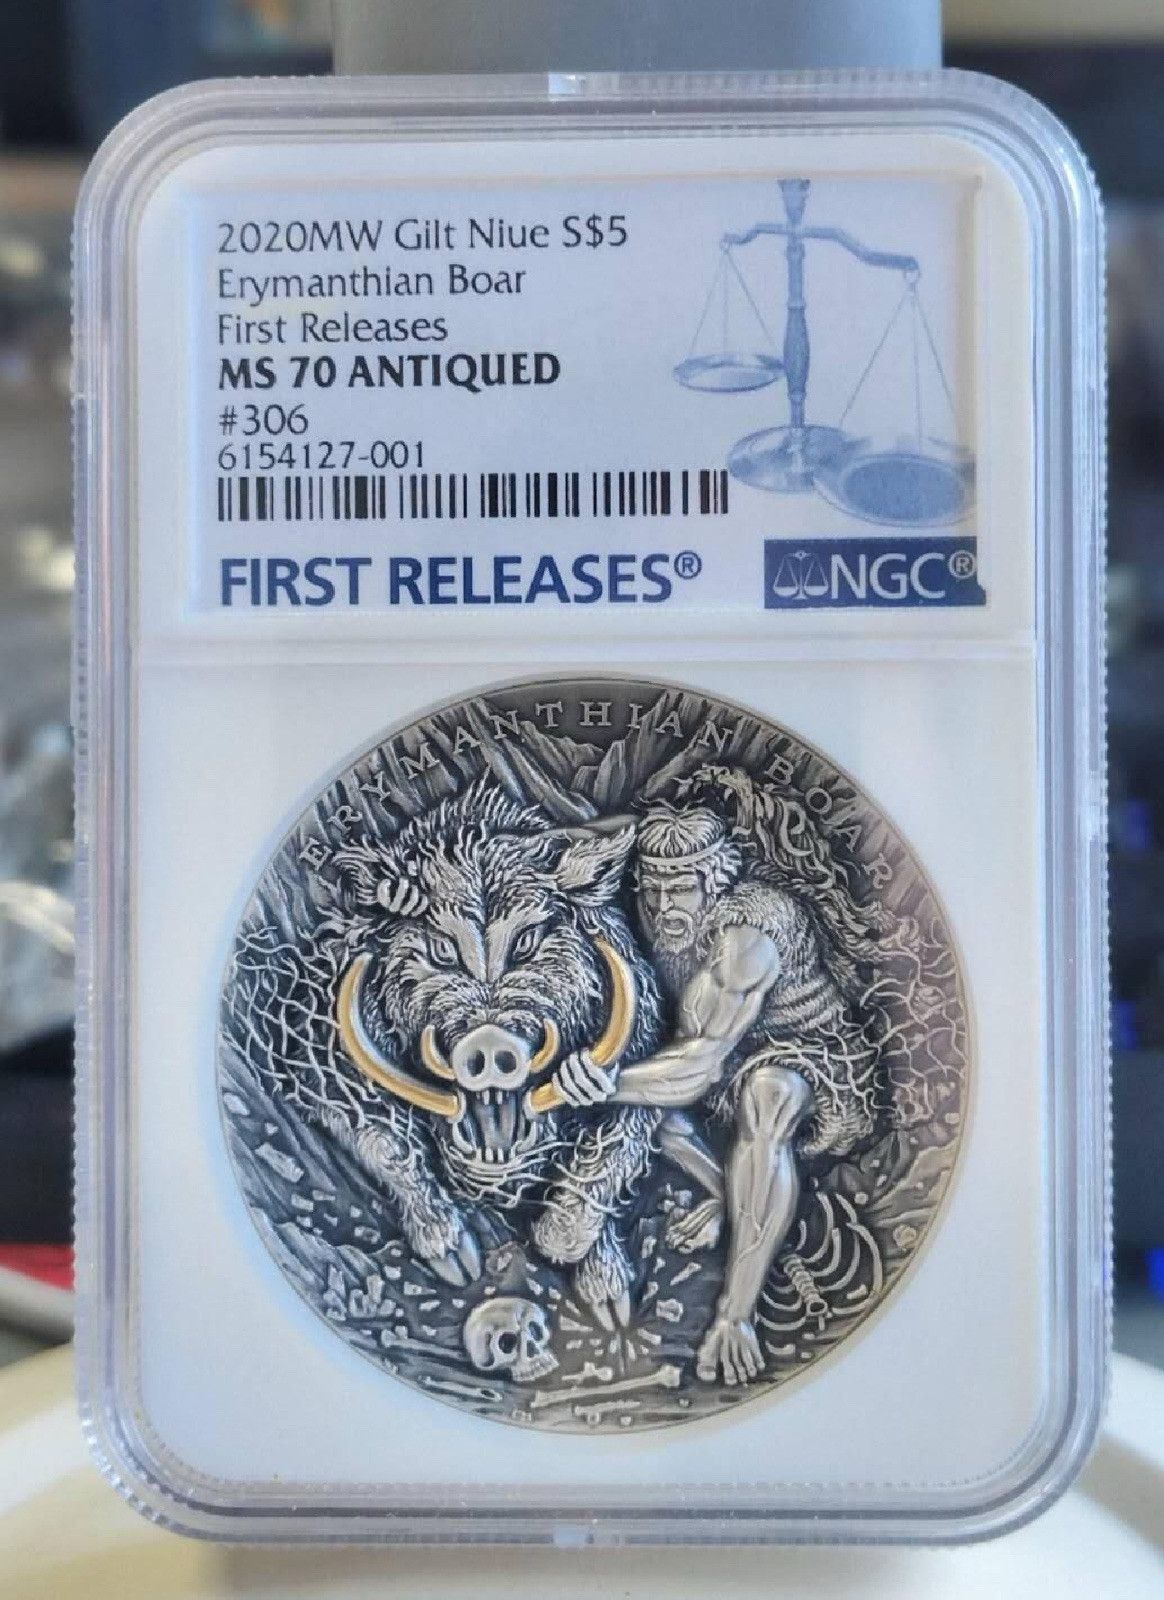 2020MW Gilt Niue S$5
Erymanthian Boar
First Releases
MS 70 ANTIQUED
#306
6154127-001
FIRST RELEASES®
NGC®
ERYMANTHIAN BOAR